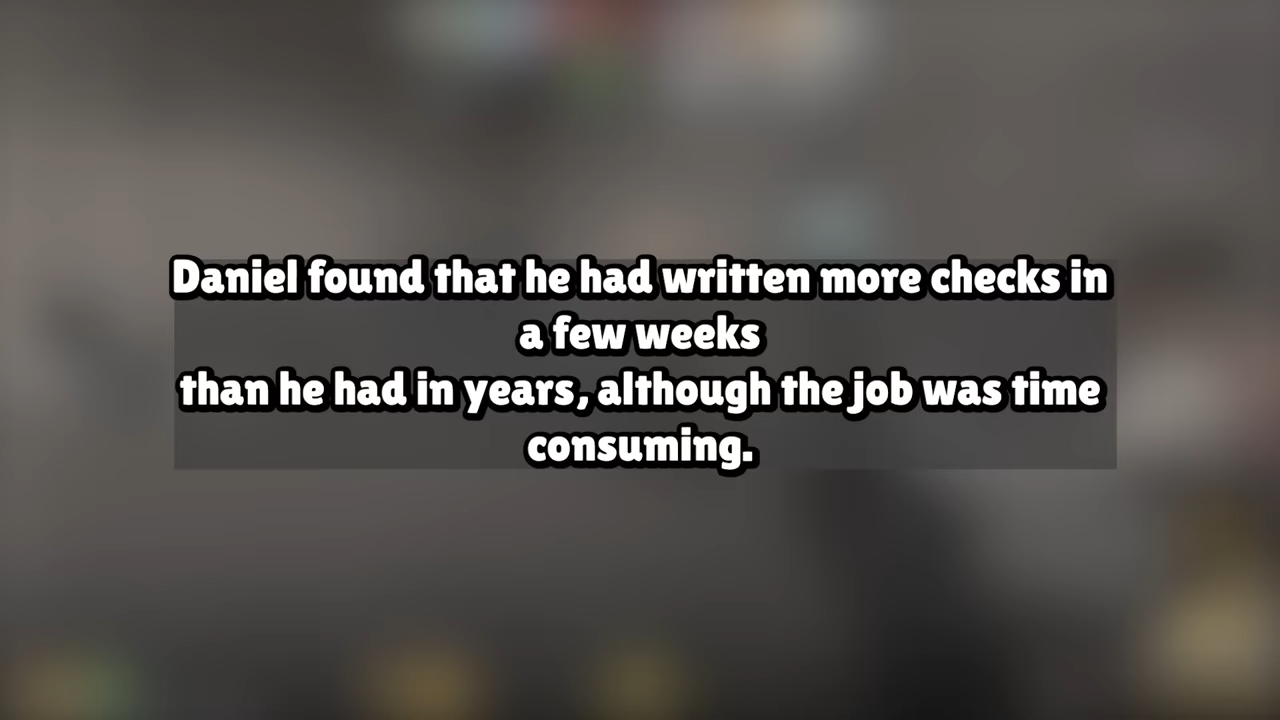 Daniel found that he had written more checks in
a few weeks
than he had in years, although the job was time
consuming.